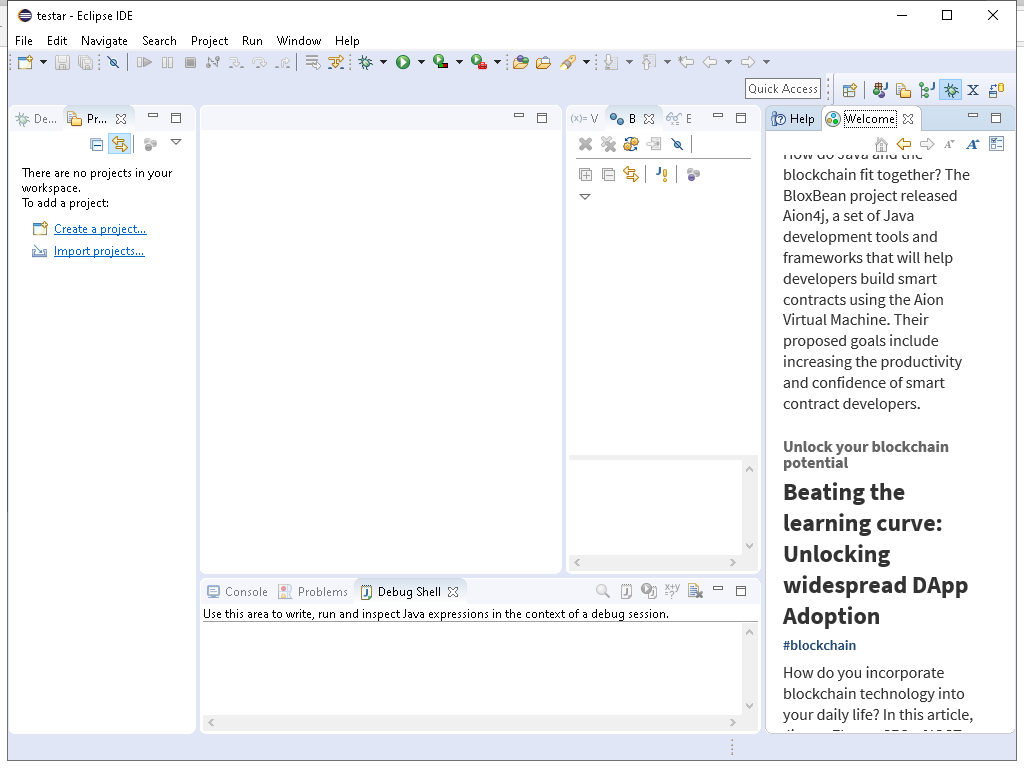 testar - Eclipse IDE
File Edit Navigate Search Project Run Window Help
Quick Access
De...
Pr...
There are no projects in your
workspace.
To add a project:
Create a project...
Import projects...
(x)= V
B
E
Help
Welcome
How do Java and the
blockchain fit together? The
BloxBean project released
Aion4j, a set of Java
development tools and
frameworks that will help
developers build smart
contracts using the Aion
Virtual Machine. Their
proposed goals include
increasing the productivity
and confidence of smart
contract developers.
Unlock your blockchain
potential
Beating the
learning curve:
Unlocking
widespread DApp
Adoption
#blockchain
How do you incorporate
blockchain technology into
your daily life? In this article,
Console Problems Debug Shell
Use this area to write, run and inspect Java expressions in the context of a debug session.